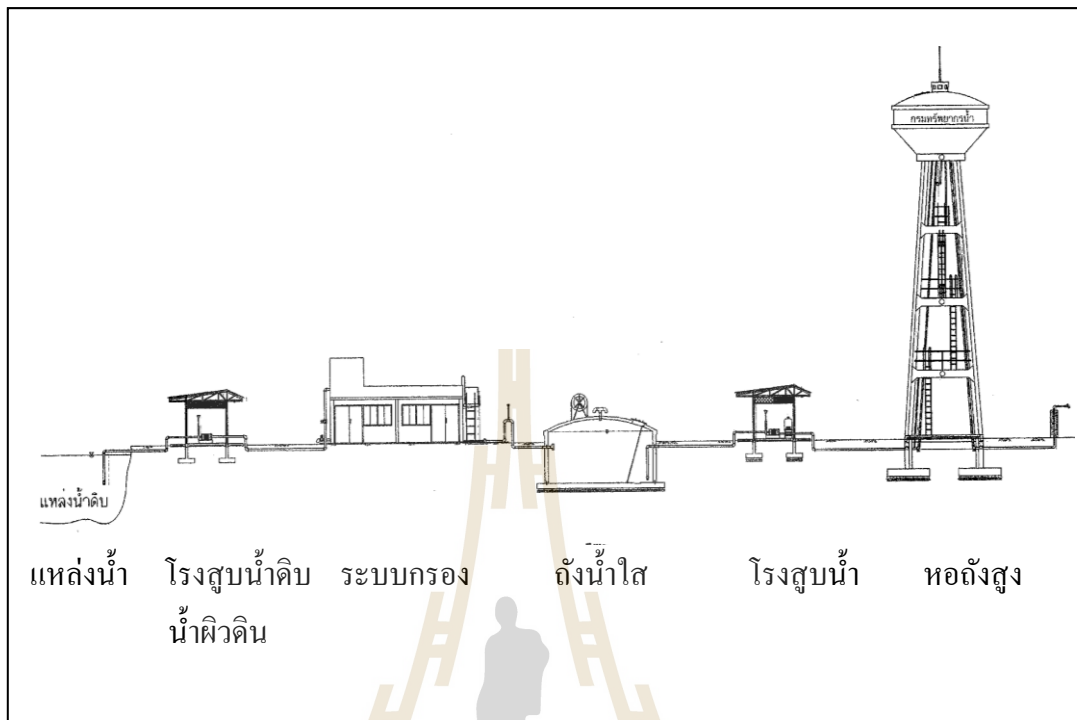 กรมทรัพยากรน้ำ
แหล่งน้ำดิบ
แหล่งน้ำ โรงสูบน้ำดิบ ระบบกรอง ถังน้ำใส โรงสูบน้ำ หอถังสูง
น้ำผิวดิน